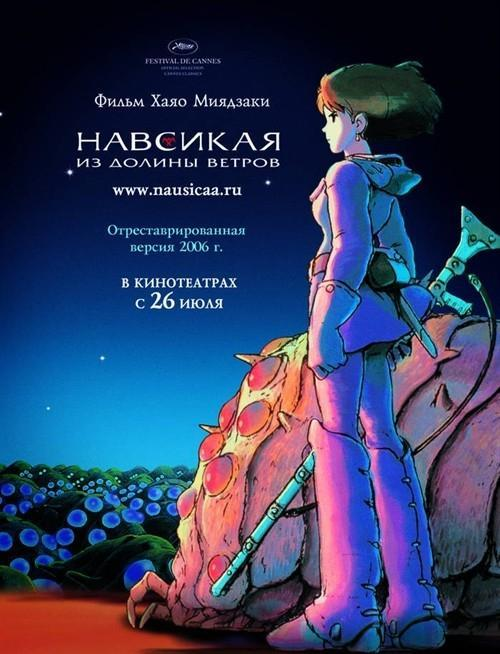 FESTIVAL DE CANNES
OFFICIAL SELECTION
CANNES CLASSICS
Фильм Хаяо Миядзаки
НАВСИКАЯ
ИЗ ДОЛИНЫ ВЕТРОВ
www.nausicaa.ru
Отреставрированная
версия 2006 г.
В КИНОТЕАТРАХ
С 26 ИЮЛЯ